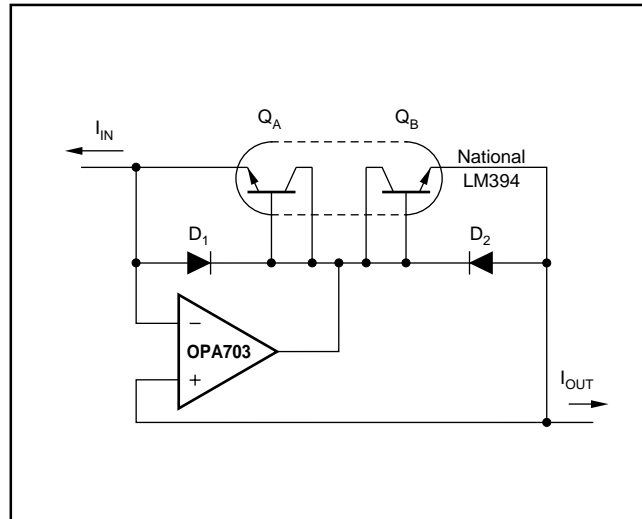 Q_A
Q_B
I_IN
National
LM394
D_1
D_2
−
OPA703
+
I_OUT